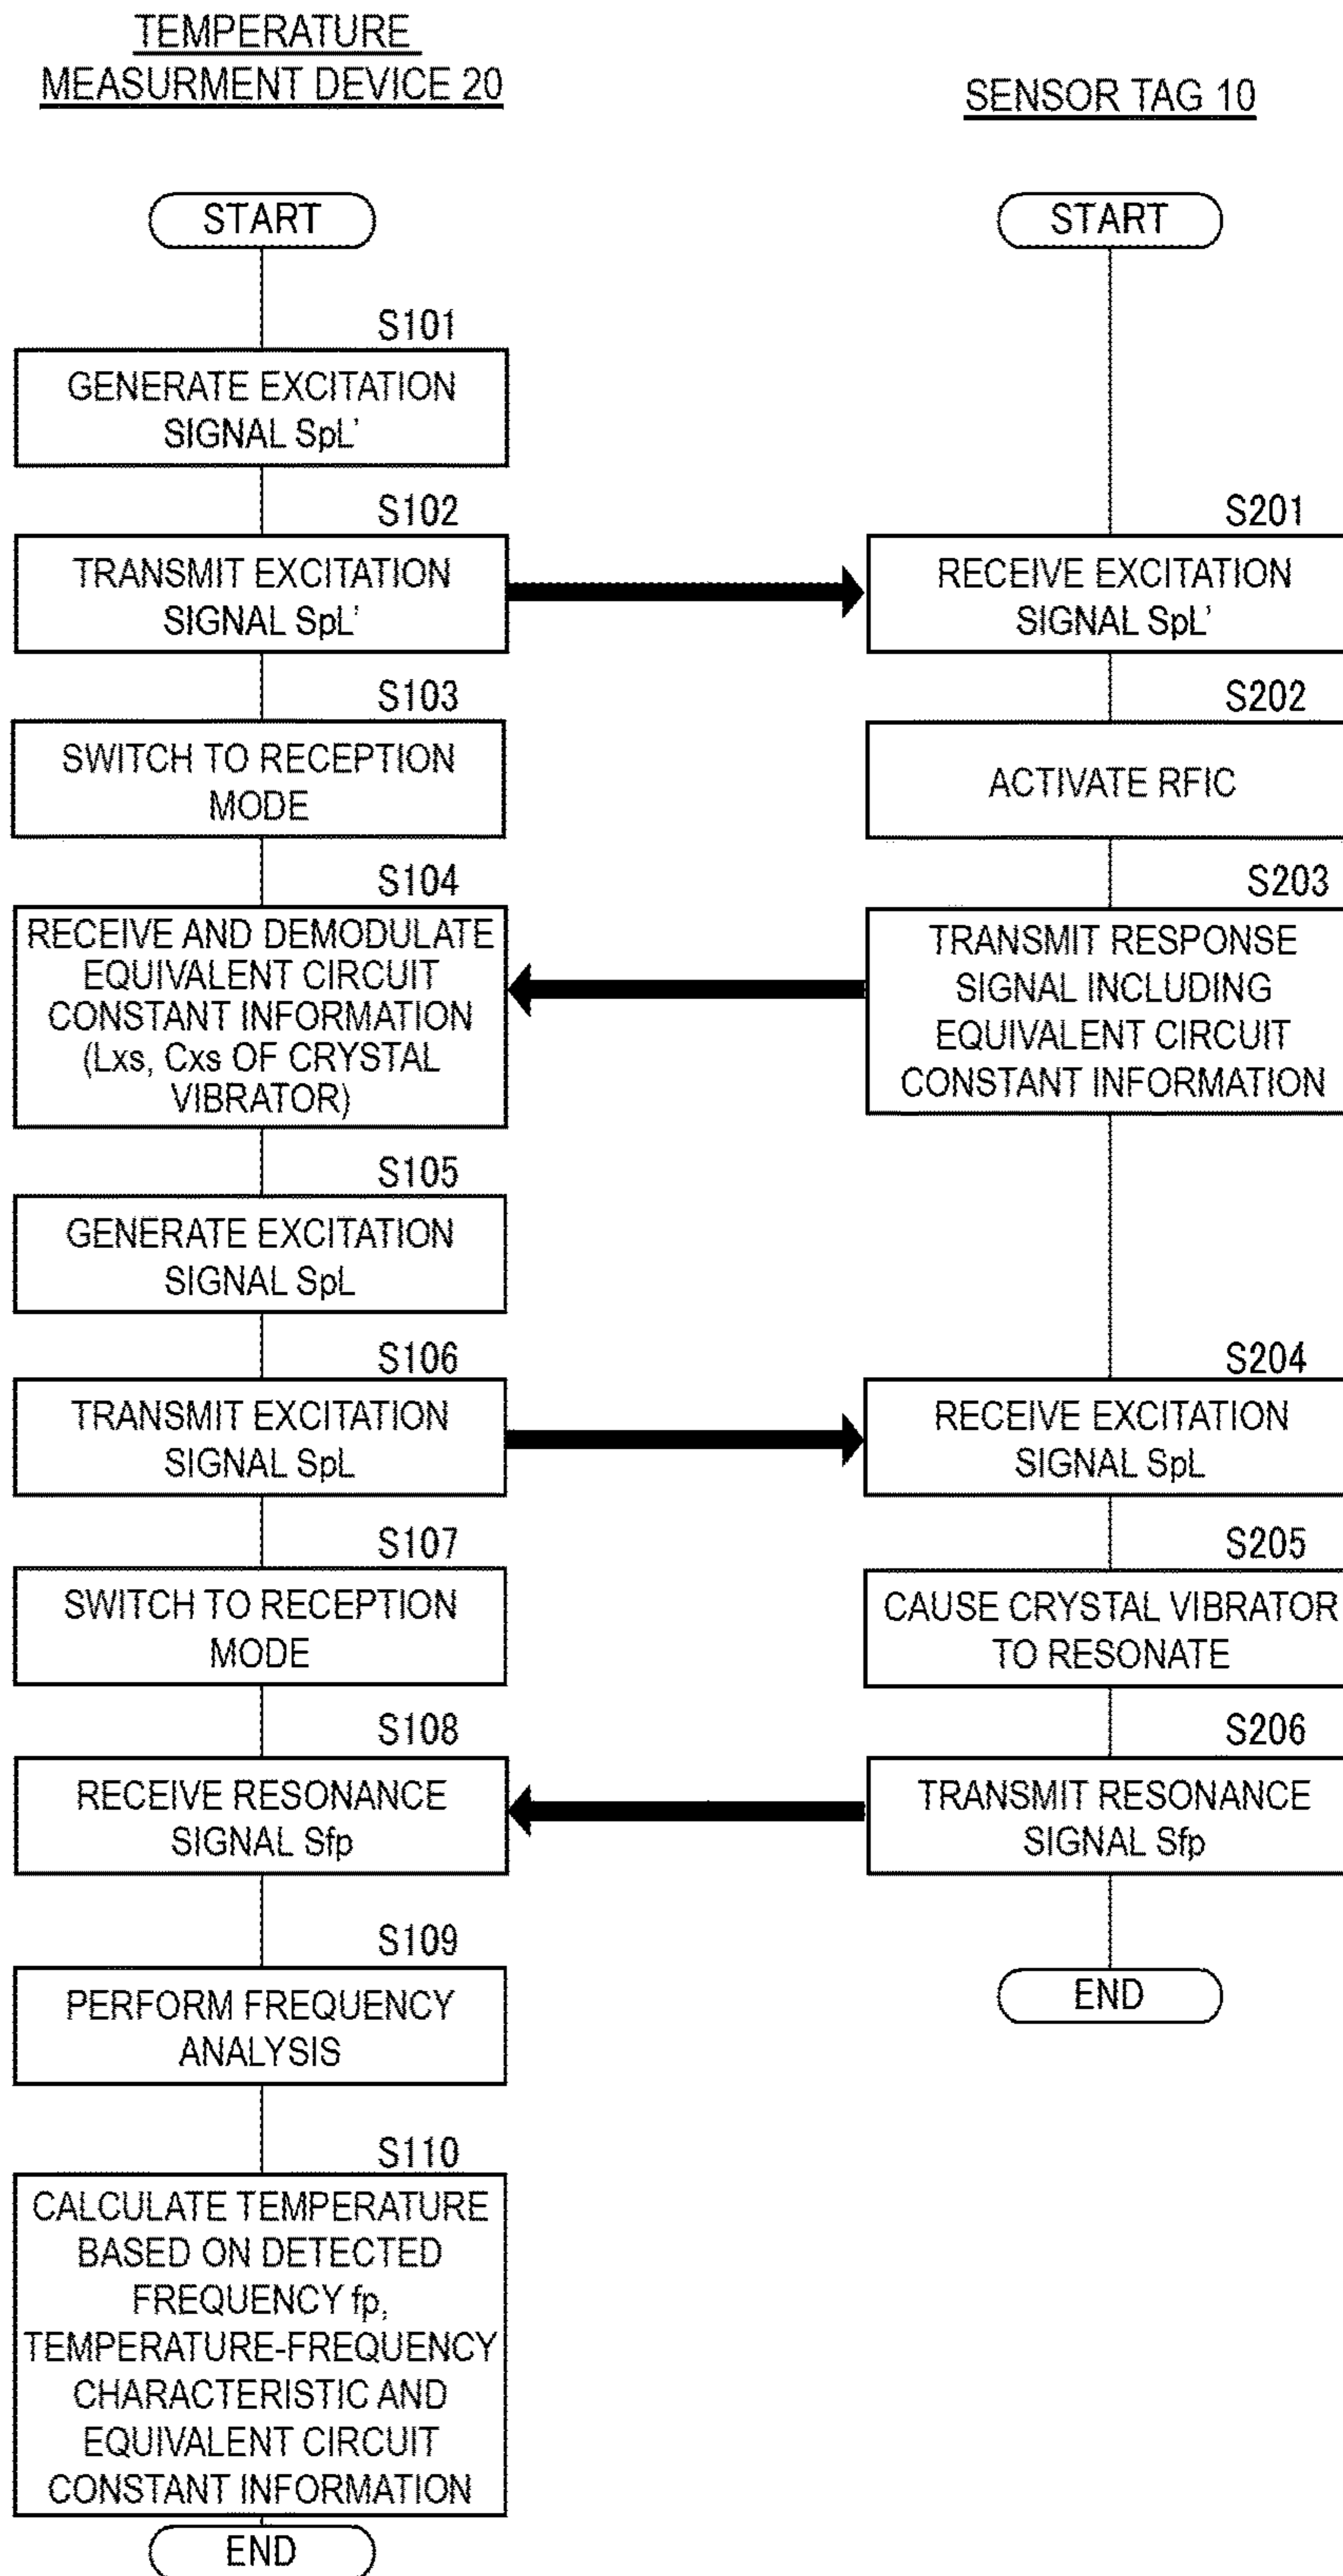 TEMPERATURE
MEASURMENT DEVICE 20
SENSOR TAG 10
START
START
S101
GENERATE EXCITATION
SIGNAL SpL'
S102
TRANSMIT EXCITATION
SIGNAL SpL'
S201
RECEIVE EXCITATION
SIGNAL SpL'
S103
SWITCH TO RECEPTION
MODE
S202
ACTIVATE RFIC
S104
RECEIVE AND DEMODULATE
EQUIVALENT CIRCUIT
CONSTANT INFORMATION
(Lxs, Cxs OF CRYSTAL
VIBRATOR)
S203
TRANSMIT RESPONSE
SIGNAL INCLUDING
EQUIVALENT CIRCUIT
CONSTANT INFORMATION
S105
GENERATE EXCITATION
SIGNAL SpL
S106
TRANSMIT EXCITATION
SIGNAL SpL
S204
RECEIVE EXCITATION
SIGNAL SpL
S107
SWITCH TO RECEPTION
MODE
S205
CAUSE CRYSTAL VIBRATOR
TO RESONATE
S108
RECEIVE RESONANCE
SIGNAL Sfp
S206
TRANSMIT RESONANCE
SIGNAL Sfp
S109
PERFORM FREQUENCY
ANALYSIS
END
S110
CALCULATE TEMPERATURE
BASED ON DETECTED
FREQUENCY fp,
TEMPERATURE-FREQUENCY
CHARACTERISTIC AND
EQUIVALENT CIRCUIT
CONSTANT INFORMATION
END